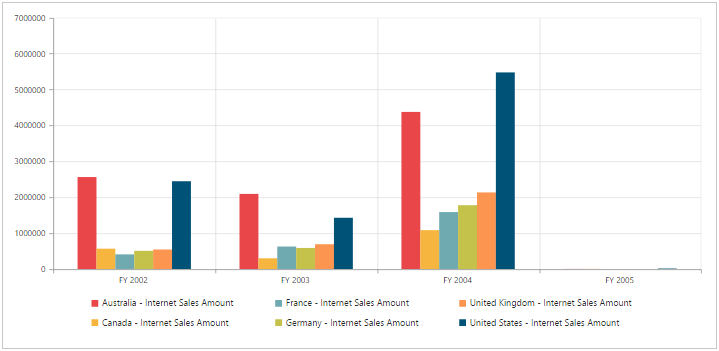 7000000
6000000
5000000
4000000
3000000
2000000
1000000
0
FY 2002 FY 2003 FY 2004 FY 2005
Australia - Internet Sales Amount France - Internet Sales Amount United Kingdom - Internet Sales Amount
Canada - Internet Sales Amount Germany - Internet Sales Amount United States - Internet Sales Amount